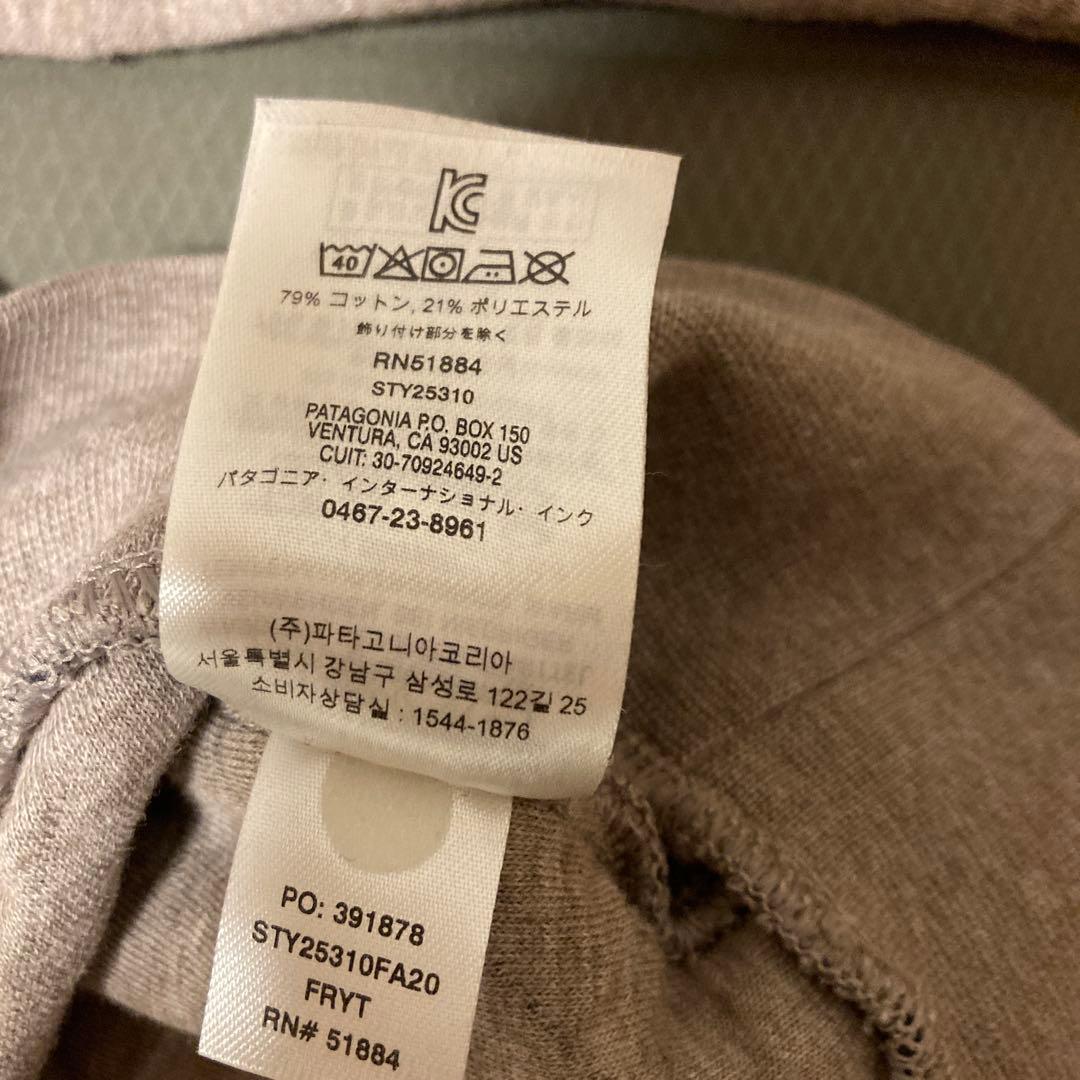 KC
40
79% コットン, 21% ポリエステル
飾り付け部分を除く
RN51884
STY25310
PATAGONIA P.O. BOX 150
VENTURA, CA 93002 US
CUIT: 30-70924649-2
パタゴニア・インターナショナル・インク
0467-23-8961
(주)파타고니아코리아
서울특별시 강남구 삼성로 122길 25
소비자상담실 : 1544-1876
PO: 391878
STY25310FA20
FRYT
RN# 51884